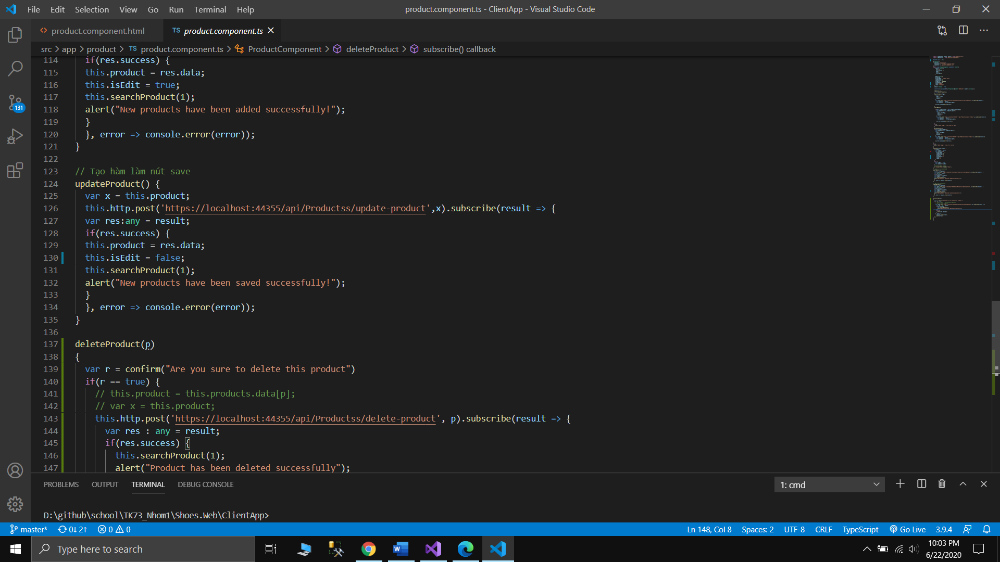 File Edit Selection View Go Run Terminal Help
product.component.ts - ClientApp - Visual Studio Code
<> product.component.html
TS product.component.ts
src > app > product > TS product.component.ts > ProductComponent > deleteProduct > subscribe() callback
114 if(res.success) {
115 this.product = res.data;
116 this.isEdit = true;
117 this.searchProduct(1);
118 alert("New products have been added successfully!");
119 }
120 }, error => console.error(error));
121 }
122
123 // Tạo hàm làm nút save
124 updateProduct() {
125 var x = this.product;
126 this.http.post('https://localhost:44355/api/Productss/update-product',x).subscribe(result => {
127 var res:any = result;
128 if(res.success) {
129 this.product = res.data;
130 this.isEdit = false;
131 this.searchProduct(1);
132 alert("New products have been saved successfully!");
133 }
134 }, error => console.error(error));
135 }
136
137 deleteProduct(p)
138 {
139 var r = confirm("Are you sure to delete this product")
140 if(r == true) {
141 // this.product = this.products.data[p];
142 // var x = this.product;
143 this.http.post('https://localhost:44355/api/Productss/delete-product', p).subscribe(result => {
144 var res : any = result;
145 if(res.success) {
146 this.searchProduct(1);
147 alert("Product has been deleted successfully");
131
PROBLEMS OUTPUT TERMINAL DEBUG CONSOLE
1: cmd
D:\github\school\TK73_Nhom1\Shoes.Web\ClientApp>
master* 0↓ 2↑ 0 0
Ln 148, Col 8 Spaces: 2 UTF-8 CRLF TypeScript Go Live 3.9.4
Type here to search
10:03 PM
6/22/2020